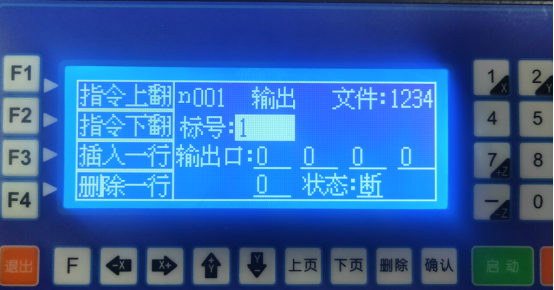 F1 指令上翻 n001 输出 文件:1234 1 X 2 Y
F2 指令下翻 标号:1 4 5
F3 插入一行 输出口:0 0 0 0 7 +Z 8
F4 删除一行 0 状态:断 — -Z 0
退出 F -X X+ +Y Y- 上页 下页 删除 确认 启动